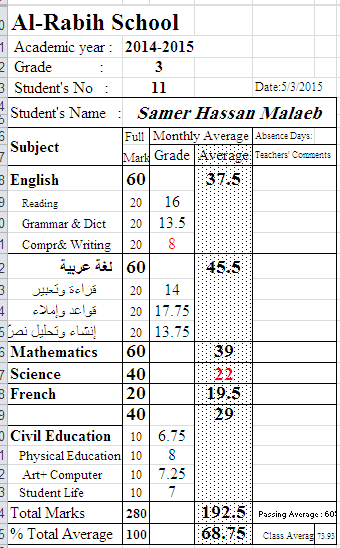 Al-Rabih School
Academic year : 2014-2015
Grade : 3
Student's No : 11 Date:5/3/2015
Student's Name : Samer Hassan Malaeb
Subject Full Mark Monthly Average Absence Days:
Grade Average Teachers' Comments
English 60 37.5
Reading 20 16
Grammar & Dict 20 13.5
Compr& Writing 20 8
لغة عربية 60 45.5
قراءة وتعبير 20 14
قواعد وإملاء 20 17.75
إنشاء وتحليل نص 20 13.75
Mathematics 60 39
Science 40 22
French 20 19.5
40 29
Civil Education 10 6.75
Physical Education 10 8
Art+ Computer 10 7.25
Student Life 10 7
Total Marks 280 192.5 Passing Average : 60
% Total Average 100 68.75 Class Averag 73.93